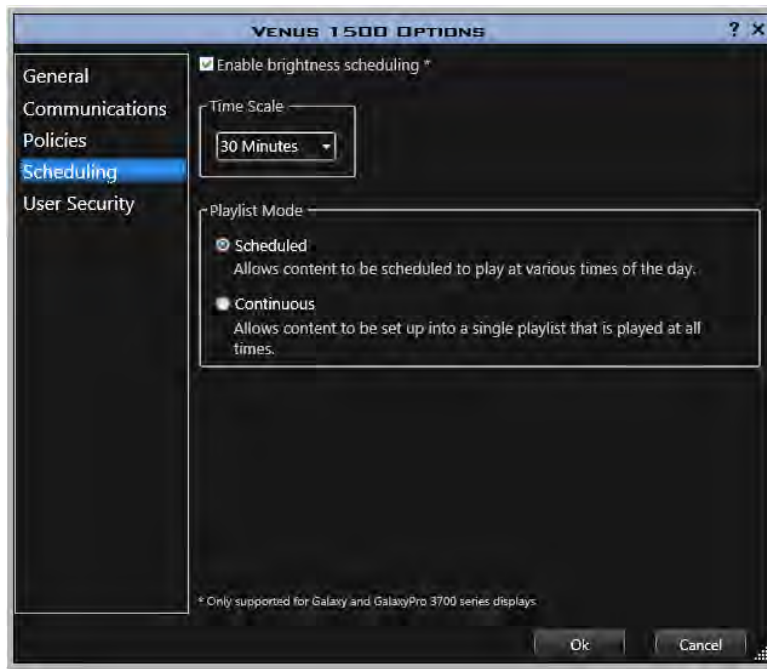 VENUS 1500 OPTIONS
? ×
General
Communications
Policies
Scheduling
User Security
Enable brightness scheduling *
Time Scale
30 Minutes
Playlist Mode
Scheduled
Allows content to be scheduled to play at various times of the day.
Continuous
Allows content to be set up into a single playlist that is played at all
times.
* Only supported for Galaxy and GalaxyPro 3700 series displays
Ok
Cancel